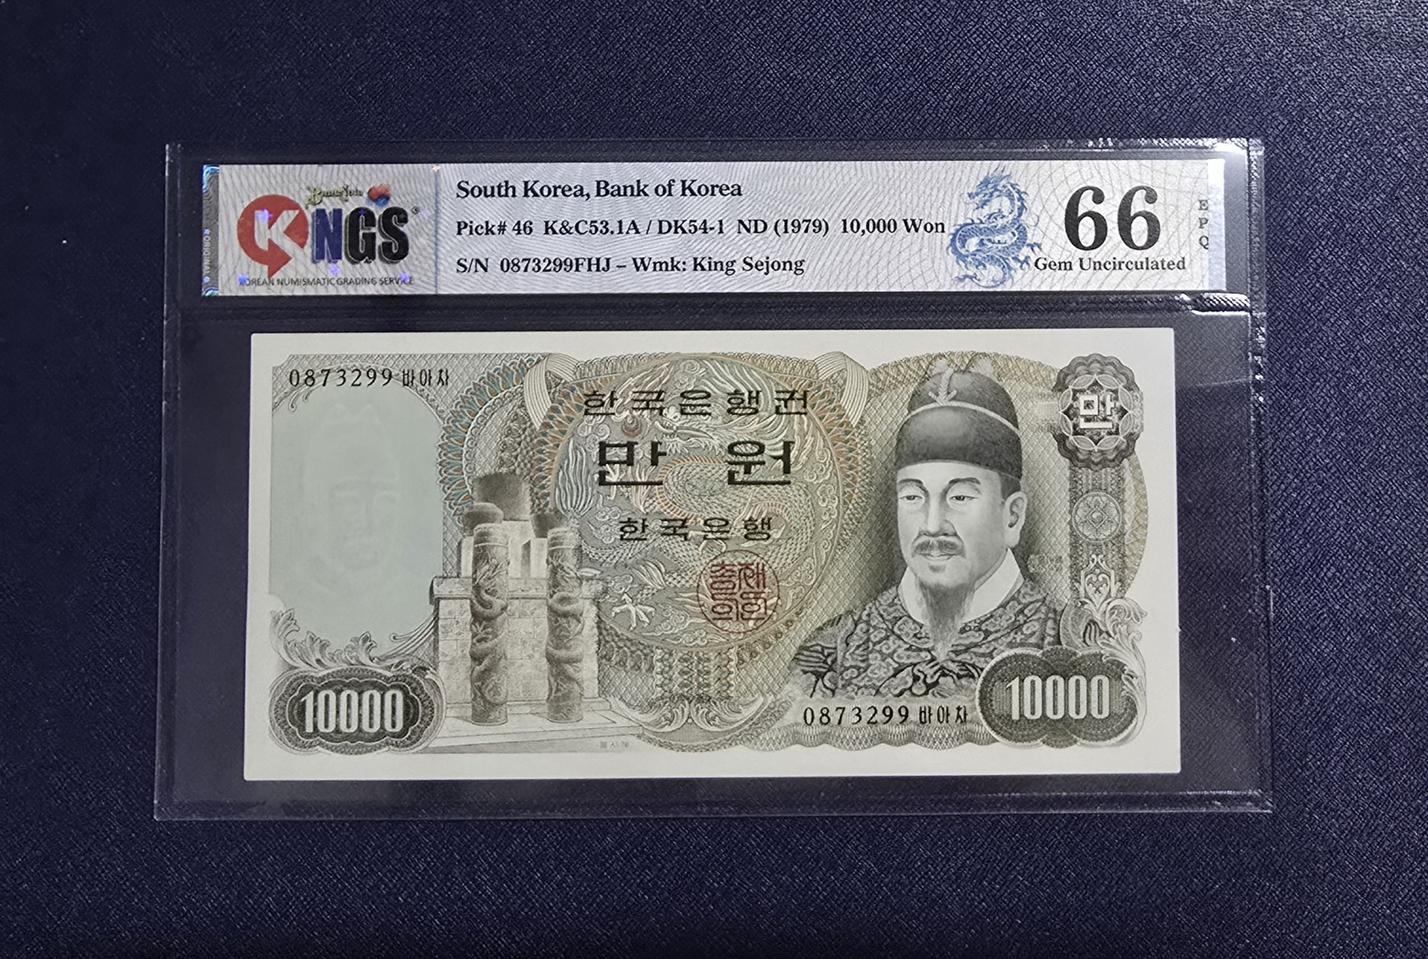 BankNote
KNGS
KOREAN NUMISMATIC GRADING SERVICE
South Korea, Bank of Korea
Pick# 46 K&C53.1A / DK54-1 ND (1979) 10,000 Won
S/N 0873299FHJ – Wmk: King Sejong
66
Gem Uncirculated
EPQ
ORIGINAL
0873299 바아차
한국은행권
만 원
한국은행
총재의인
만
10000
0873299 바아차
10000